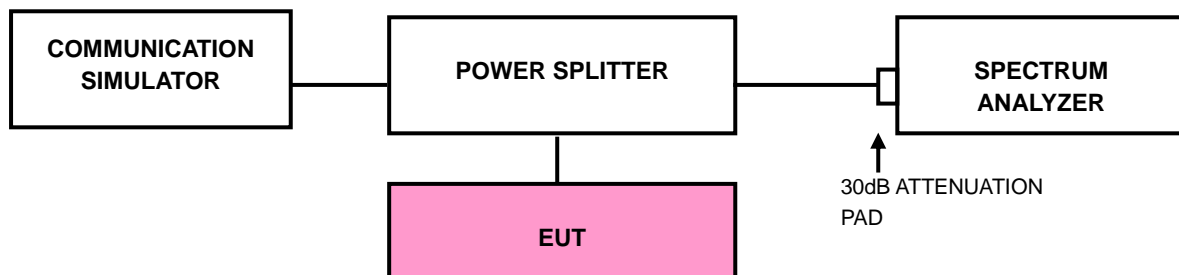 COMMUNICATION
SIMULATOR
POWER SPLITTER
SPECTRUM
ANALYZER
30dB ATTENUATION
PAD
EUT